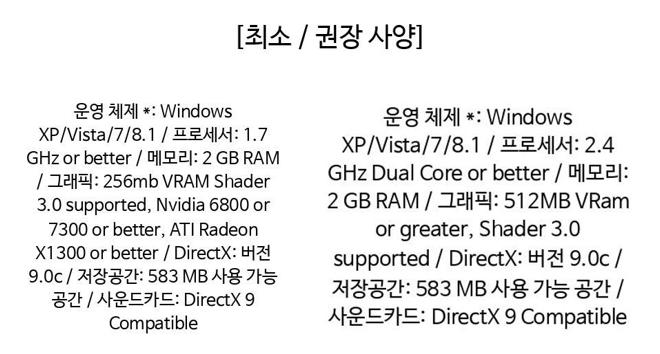 [최소 / 권장 사양]
운영 체제 *: Windows
XP/Vista/7/8.1 / 프로세서: 1.7
GHz or better / 메모리: 2 GB RAM
/ 그래픽: 256mb VRAM Shader
3.0 supported, Nvidia 6800 or
7300 or better, ATI Radeon
X1300 or better / DirectX: 버전
9.0c / 저장공간: 583 MB 사용 가능
공간 / 사운드카드: DirectX 9
Compatible
운영 체제 *: Windows
XP/Vista/7/8.1 / 프로세서: 2.4
GHz Dual Core or better / 메모리:
2 GB RAM / 그래픽: 512MB VRam
or greater, Shader 3.0
supported / DirectX: 버전 9.0c /
저장공간: 583 MB 사용 가능 공간 /
사운드카드: DirectX 9 Compatible